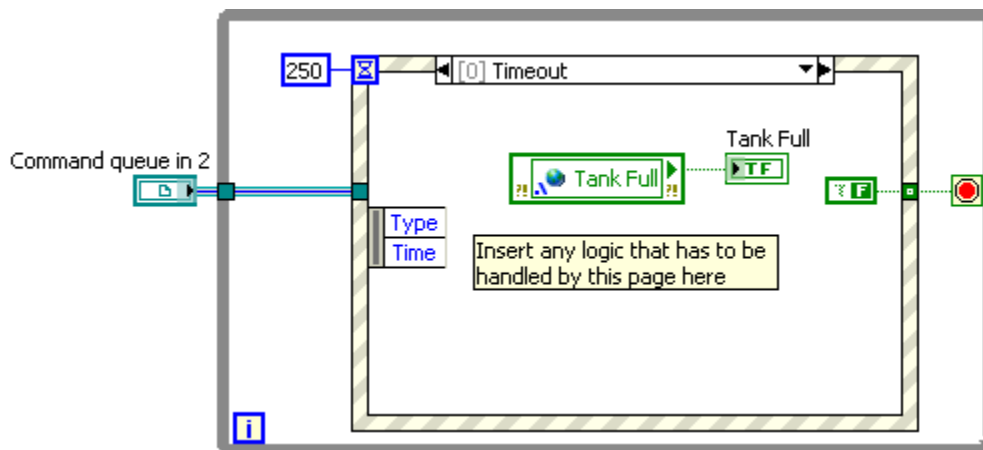 250
[0] Timeout
Command queue in 2
Tank Full
Tank Full
TF
F
Type
Time
Insert any logic that has to be
handled by this page here
i